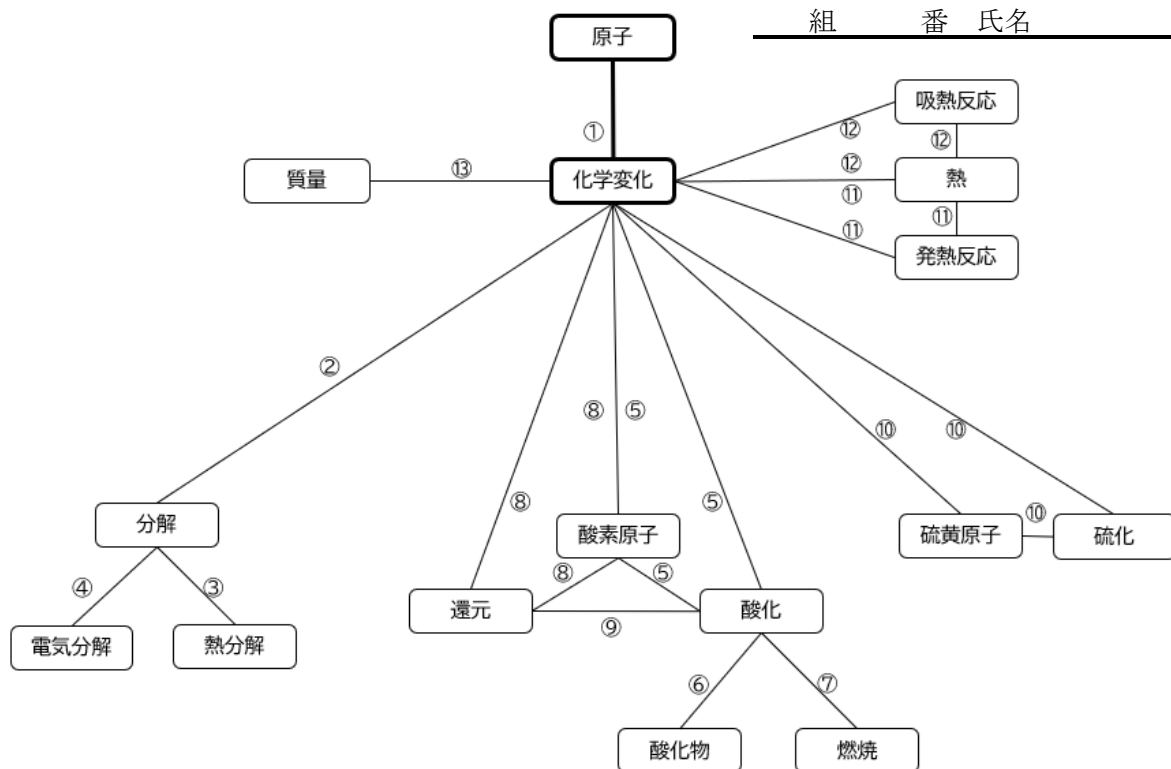 組 番 氏名
原子
吸熱反応
①
⑫
⑫
質量
⑬
化学変化
⑫
熱
⑪
⑪
⑪
発熱反応
②
⑧
⑤
⑩
⑩
⑧
⑤
分解
酸素原子
硫黄原子
⑩
硫化
④
③
⑧
⑤
還元
⑨
酸化
電気分解
熱分解
⑥
⑦
酸化物
燃焼